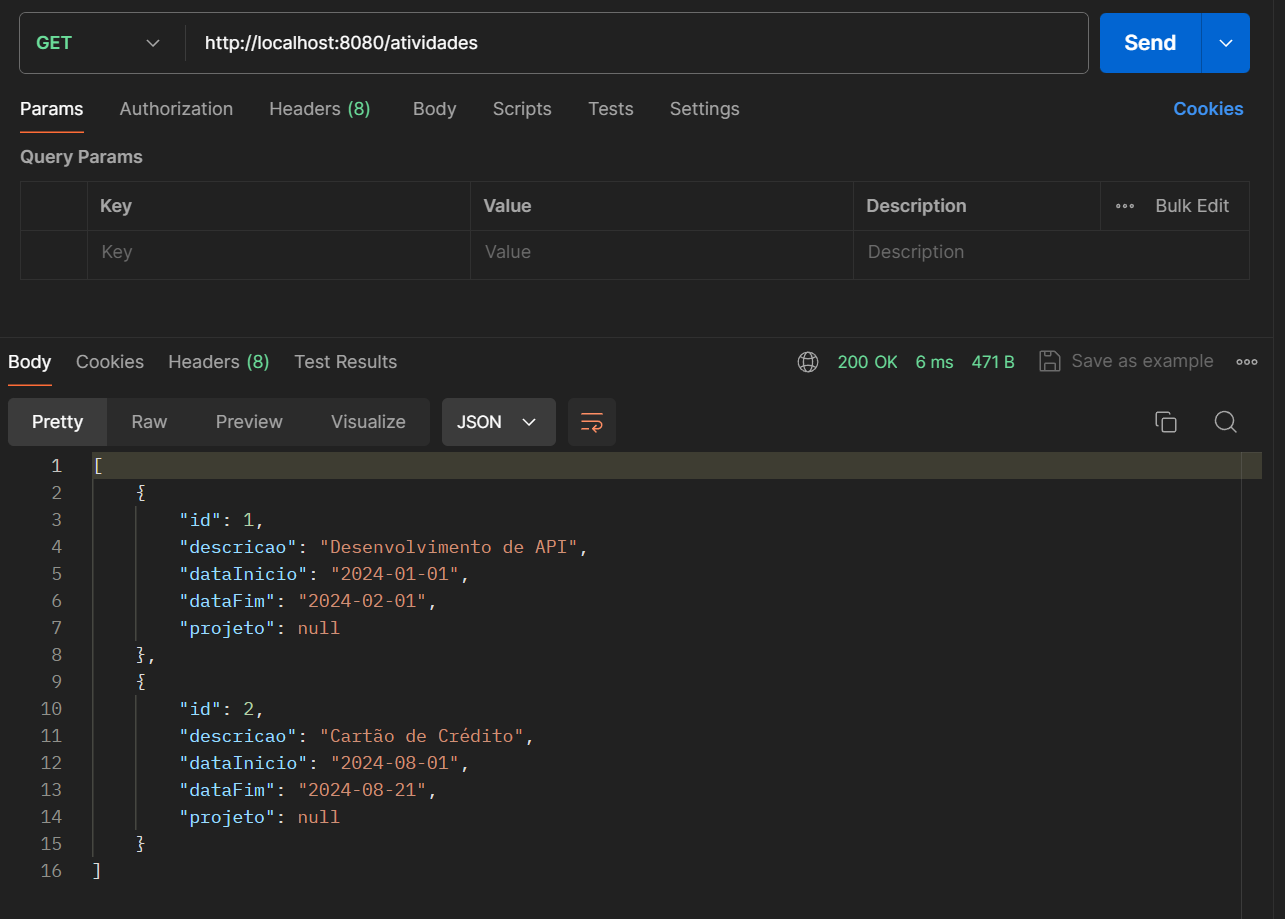 GET http://localhost:8080/atividades Send
Params Authorization Headers (8) Body Scripts Tests Settings Cookies
Query Params
Key Value Description Bulk Edit
Key Value Description
Body Cookies Headers (8) Test Results 200 OK 6 ms 471 B Save as example
Pretty Raw Preview Visualize JSON
1 [
2 {
3 "id": 1,
4 "descricao": "Desenvolvimento de API",
5 "dataInicio": "2024-01-01",
6 "dataFim": "2024-02-01",
7 "projeto": null
8 },
9 {
10 "id": 2,
11 "descricao": "Cartão de Crédito",
12 "dataInicio": "2024-08-01",
13 "dataFim": "2024-08-21",
14 "projeto": null
15 }
16 ]